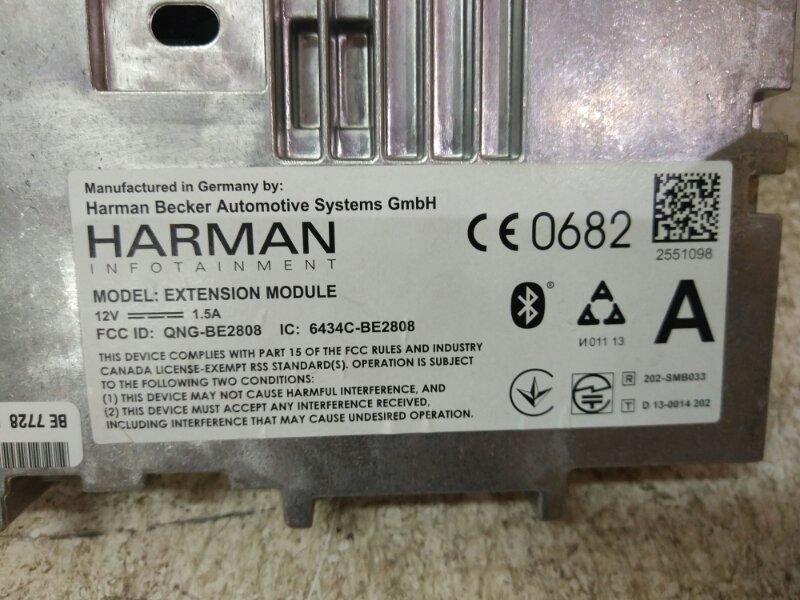 Manufactured in Germany by:
Harman Becker Automotive Systems GmbH
HARMAN
INFOTAINMENT
CE 0682
2551098
MODEL: EXTENSION MODULE
12V 1.5A
FCC ID: QNG-BE2808 IC: 6434C-BE2808
THIS DEVICE COMPLIES WITH PART 15 OF THE FCC RULES AND INDUSTRY
CANADA LICENSE-EXEMPT RSS STANDARD(S). OPERATION IS SUBJECT
TO THE FOLLOWING TWO CONDITIONS:
(1) THIS DEVICE MAY NOT CAUSE HARMFUL INTERFERENCE, AND
(2) THIS DEVICE MUST ACCEPT ANY INTERFERENCE RECEIVED,
INCLUDING INTERFERENCE THAT MAY CAUSE UNDESIRED OPERATION.
®
И 011 13
A
R 202-SMB033
T D 13-0014 202
BE 7728